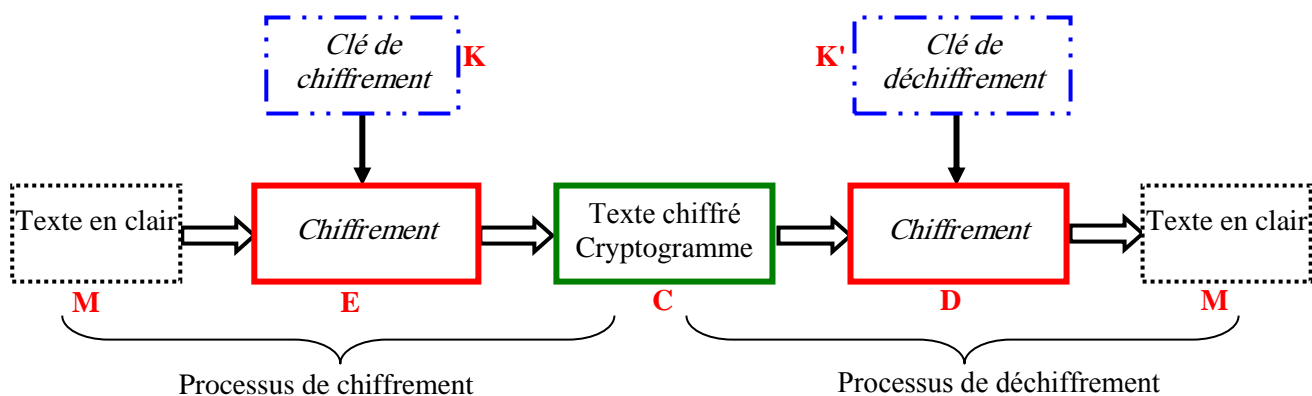 Clé de
chiffrement
K
K'
Clé de
déchiffrement
Texte en clair
Chiffrement
Texte chiffré
Cryptogramme
Chiffrement
Texte en clair
M
E
C
D
M
Processus de chiffrement
Processus de déchiffrement